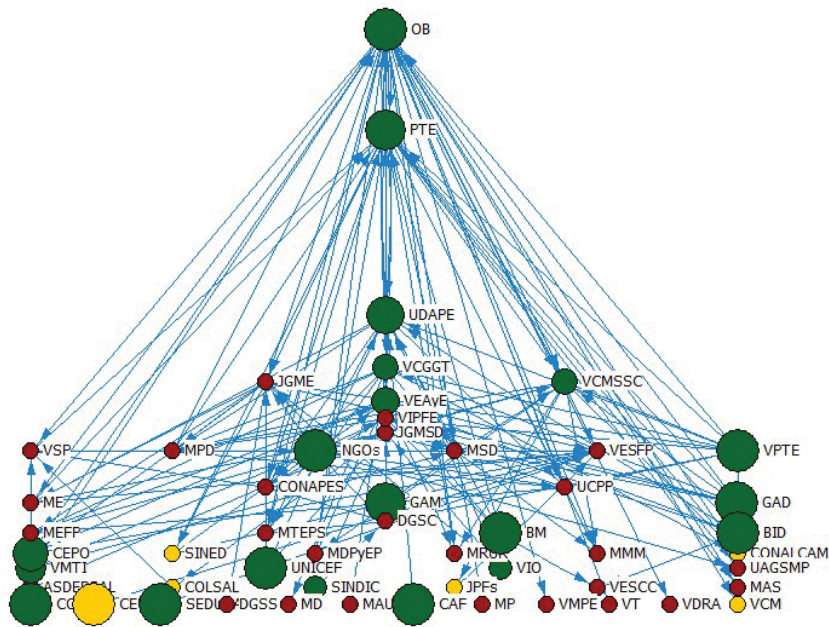 OB
PTE
UDAPE
VCGGT
JGME
VCMSSC
VEAyE
VIPFE
JGMSD
VSP
MPD
NGOs
MSD
VESFP
VPTE
CONAPES
UCPP
ME
GAM
GAD
DGSC
MEFP
MTEPS
BM
BID
CEPO
SINED
MDPyEP
MMM
CONALCAM
VMTI
UNICEF
VIO
UAGSMP
COLSAL
SINDIC
JPFs
VESCC
MAS
SEDU
DGSS
MD
MAU
CAF
MP
VMPE
VT
VDRA
VCM